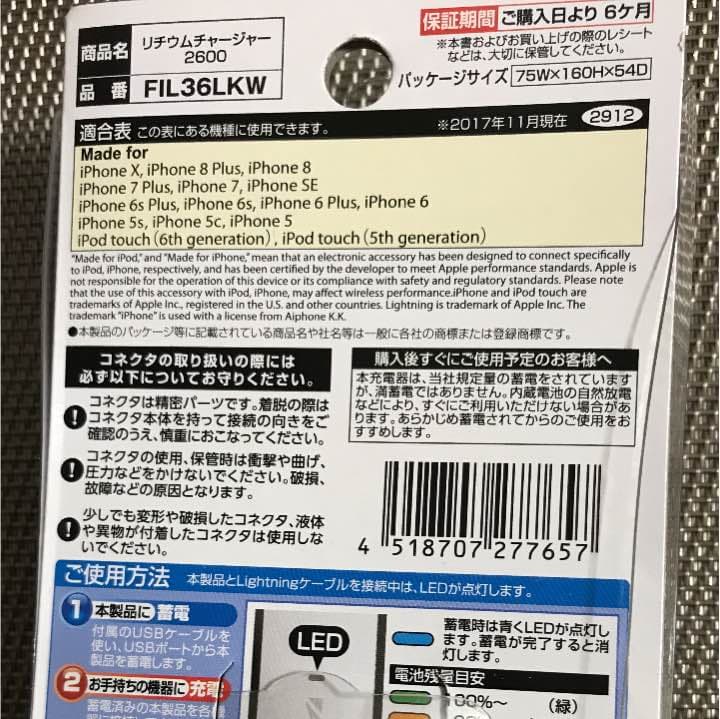 商品名 リチウムチャージャー
2600
品番 FIL36LKW
保証期間 ご購入日より 6ケ月
※本書およびお買い上げの際のレシート
などは、大切に保管してください。
パッケージサイズ 75W×160H×54D
適合表 この表にある機種に使用できます。 ※2017年11月現在 2912
Made for
iPhone X, iPhone 8 Plus, iPhone 8
iPhone 7 Plus, iPhone 7, iPhone SE
iPhone 6s Plus, iPhone 6s, iPhone 6 Plus, iPhone 6
iPhone 5s, iPhone 5c, iPhone 5
iPod touch (6th generation) , iPod touch (5th generation)
"Made for iPod," and "Made for iPhone," mean that an electronic accessory has been designed to connect specifically
to iPod, iPhone, respectively, and has been certified by the developer to meet Apple performance standards. Apple is
not responsible for the operation of this device or its compliance with safety and regulatory standards. Please note
that the use of this accessory with iPod, iPhone, may affect wireless performance.iPhone and iPod touch are
trademarks of Apple Inc., registered in the U.S. and other countries. Lightning is trademark of Apple Inc. The
trademark "iPhone" is used with a license from Aiphone K.K.
●本製品のパッケージ等に記載されている商品名や社名等は一般に各社の商標または登録商標です。
コネクタの取り扱いの際には
必ず以下についてお守りください。
コネクタは精密パーツです。着脱の際は
コネクタ本体を持って接続の向きをご
確認のうえ、慎重におこなってください。
コネクタの使用、保管時は衝撃や曲げ、
圧力などをかけないでください。破損、
故障などの原因となります。
少しでも変形や破損したコネクタ、液体
や異物が付着したコネクタは使用しな
いでください。
購入後すぐにご使用予定のお客様へ
本充電器は、当社規定量の蓄電をされています
が、満蓄電ではありません。内蔵電池の自然放電
などにより、すぐにご利用いただけない場合があ
ります。あらかじめ蓄電されてからのご使用をお
すすめします。
4 518707 277657
ご使用方法 本製品とLightningケーブルを接続中は、LEDが点灯します。
1 本製品に蓄電
付属のUSBケーブルを
使い、USBポートから本
製品を蓄電します。
2 お手持ちの機器に充電
蓄電済みの本製品を各種
LED
蓄電時は青くLEDが点灯し
ます。蓄電が完了すると消
灯します。
電池残量目安
(緑)